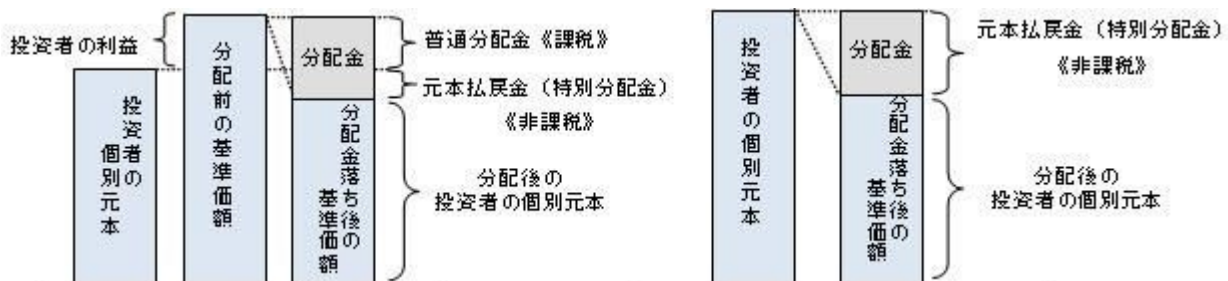 投資者の利益
投資者の
個別元本
分配前の基準価額
分配金
分配金落ち後の
基準価額
普通分配金《課税》
元本払戻金（特別分配金）
《非課税》
分配後の
投資者の個別元本
投資者の個別元本
分配金
分配金落ち後の
基準価額
元本払戻金（特別分配金）
《非課税》
分配後の
投資者の個別元本